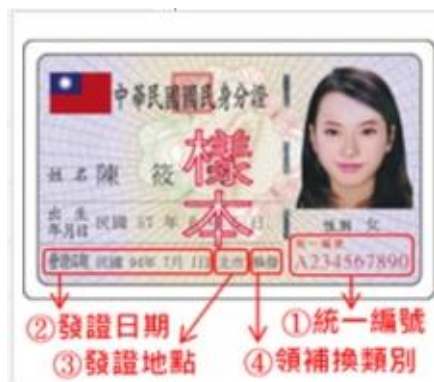 中華民國國民身分證
樣本
姓名 陳 筱
出生年月日 民國 57 年 日
性別 女
統一編號
發證日期 民國 94年 7月 1日 北市
A234567890
①統一編號
②發證日期
③發證地點
④領補換類別